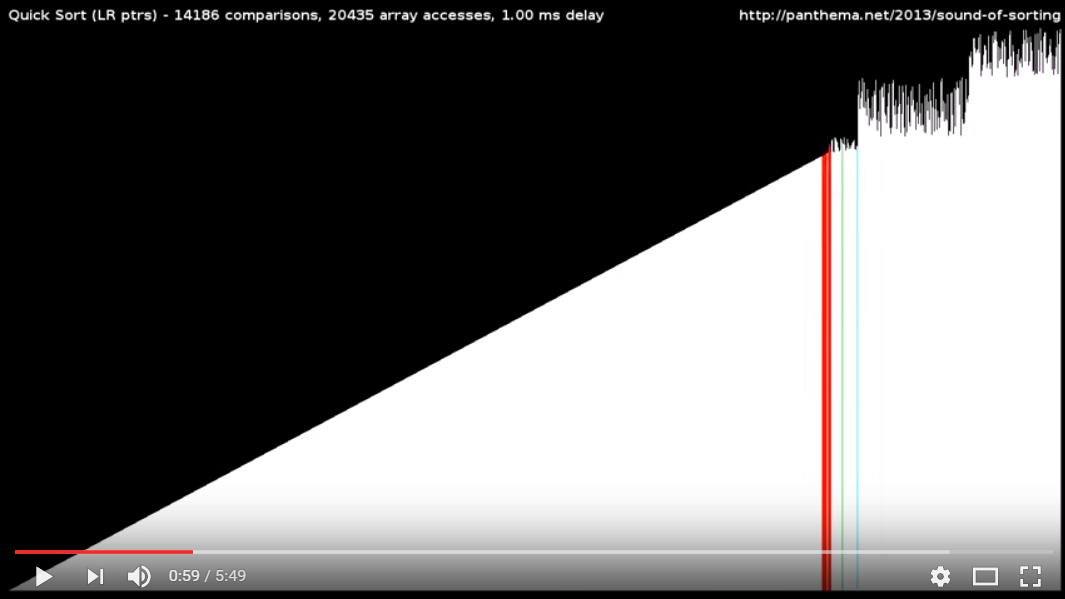 Quick Sort (LR ptrs) - 14186 comparisons, 20435 array accesses, 1.00 ms delay
http://panthema.net/2013/sound-of-sorting
0:59 / 5:49